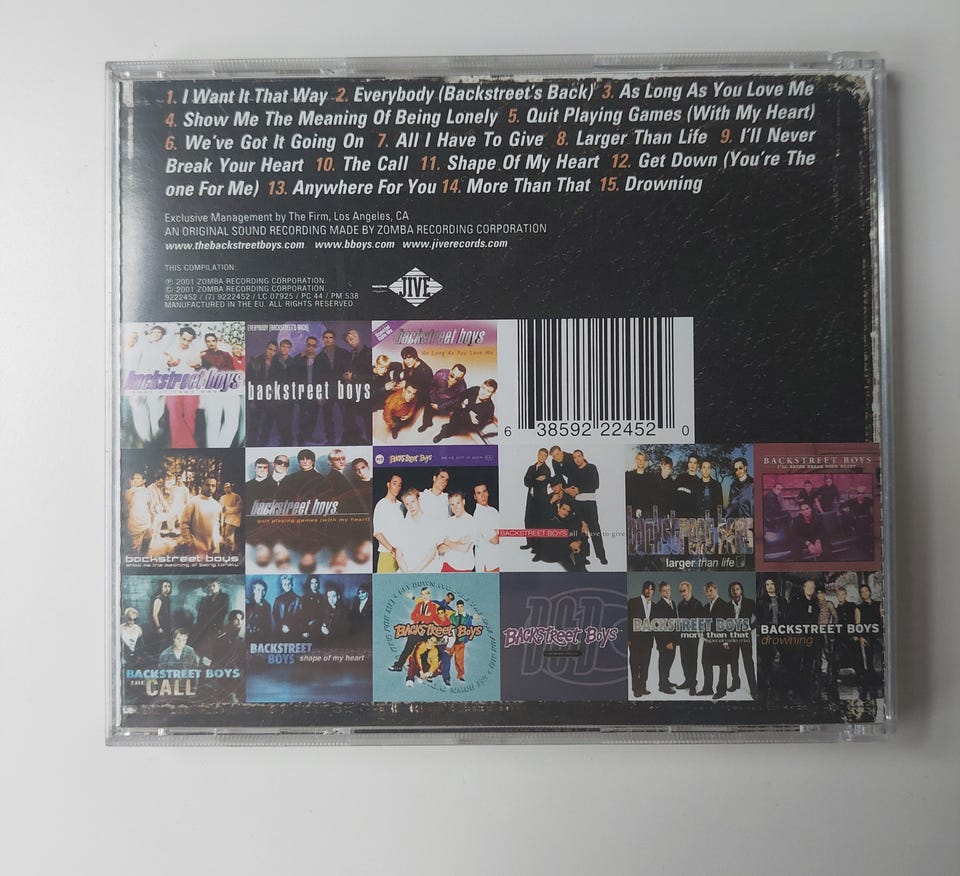 1. I Want It That Way 2. Everybody (Backstreet's Back) 3. As Long As You Love Me
4. Show Me The Meaning Of Being Lonely 5. Quit Playing Games (With My Heart)
6. We've Got It Going On 7. All I Have To Give 8. Larger Than Life 9. I'll Never
Break Your Heart 10. The Call 11. Shape Of My Heart 12. Get Down (You're The
one For Me) 13. Anywhere For You 14. More Than That 15. Drowning
Exclusive Management by The Firm, Los Angeles, CA
AN ORIGINAL SOUND RECORDING MADE BY ZOMBA RECORDING CORPORATION
www.thebackstreetboys.com www.bboys.com www.jiverecords.com
THIS COMPILATION:
℗ 2001 ZOMBA RECORDING CORPORATION.
© 2001 ZOMBA RECORDING CORPORATION.
9222452 / (7) 9222452 / LC 07925 / PC 44 / PM 538
MANUFACTURED IN THE EU. ALL RIGHTS RESERVED.
JIVE
backstreet boys
EVERYBODY (BACKSTREET'S BACK)
backstreet boys
backstreet boys
As Long As You Love Me
6 38592 22452 0
backstreet boys
show me the meaning of being lonely
backstreet boys
quit playing games (with my heart)
BACKSTREET BOYS
BACKSTREET BOYS all I have to give
backstreet boys
larger than life
BACKSTREET BOYS
I'LL NEVER BREAK YOUR HEART
BACKSTREET BOYS
THE CALL
BACKSTREET
BOYS shape of my heart
BACKSTREET BOYS
BACKSTREET BOYS
BACKSTREET BOYS
more than that
BACKSTREET BOYS
drowning